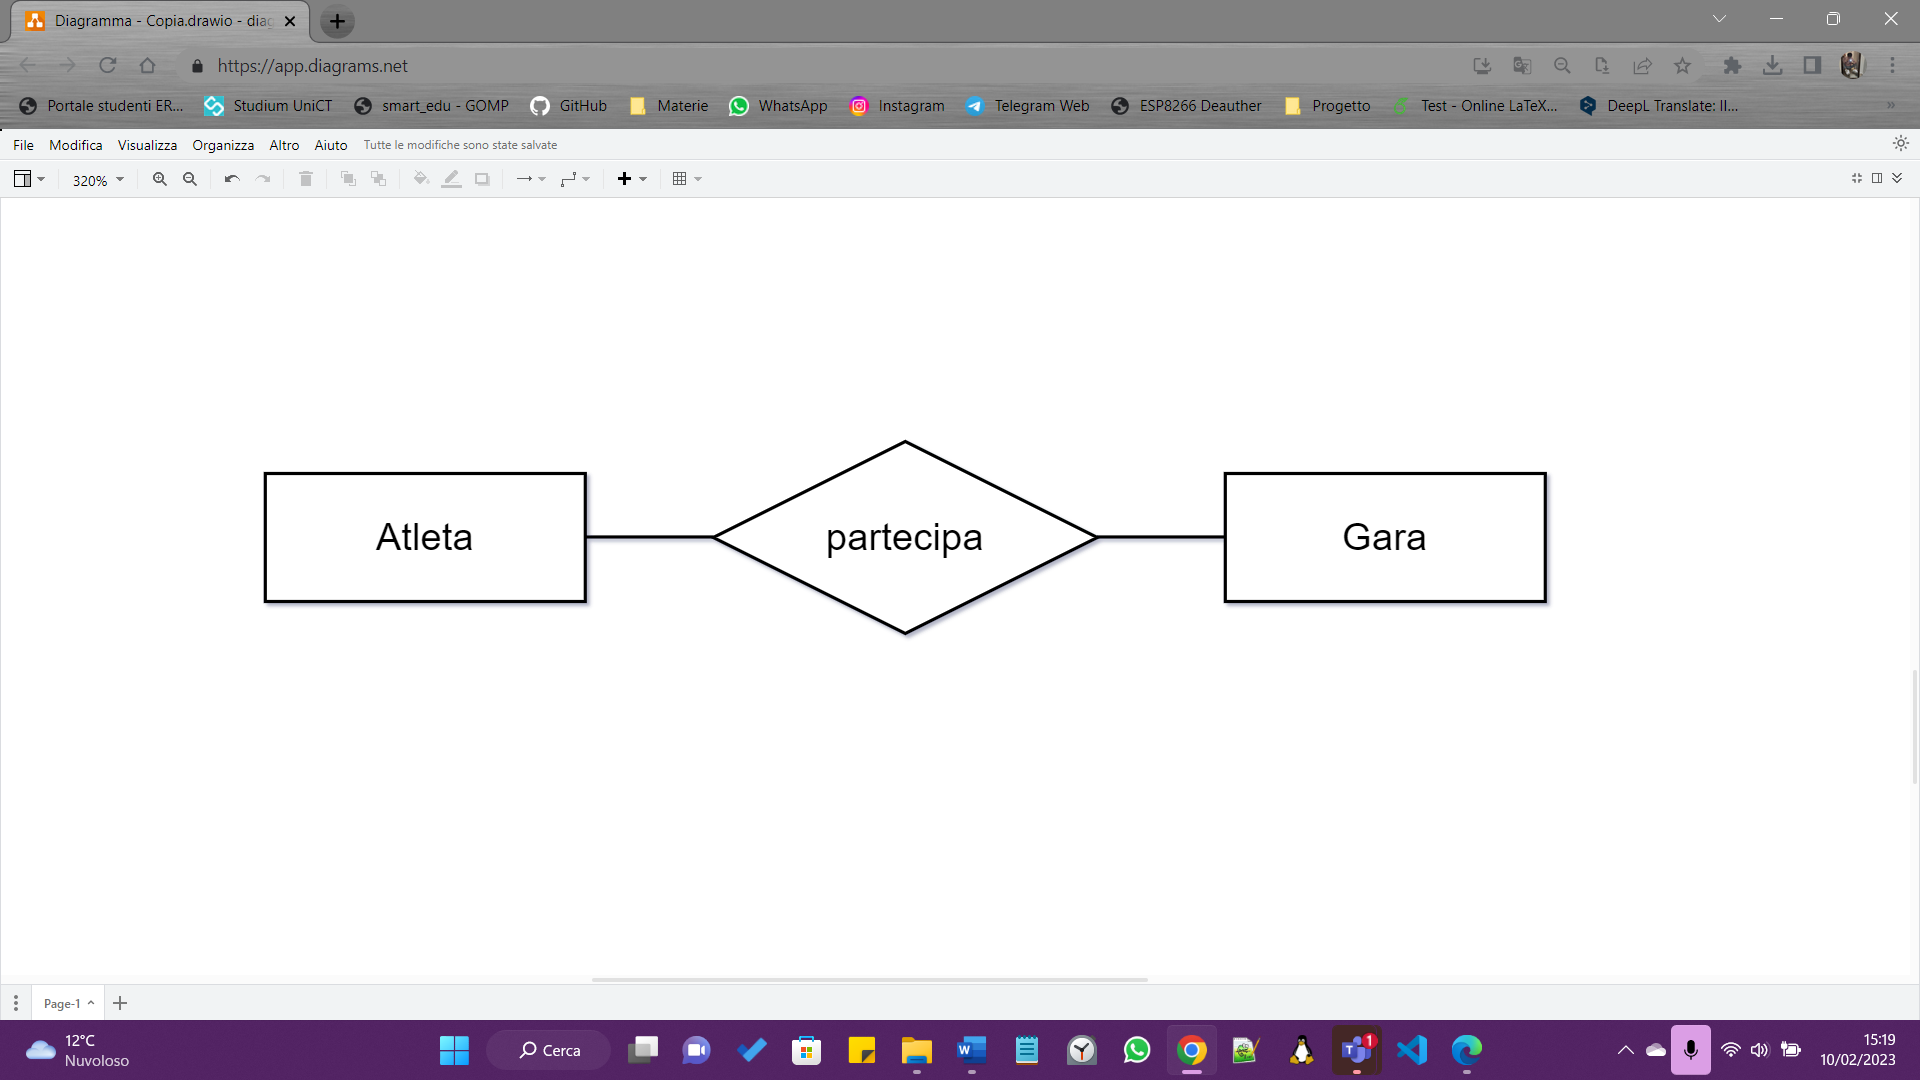 Diagramma - Copia.drawio - diag
https://app.diagrams.net
Portale studenti ER... Studium UniCT smart_edu - GOMP GitHub Materie WhatsApp Instagram Telegram Web ESP8266 Deauther Progetto Test - Online LaTeX... DeepL Translate: Il...
File Modifica Visualizza Organizza Altro Aiuto Tutte le modifiche sono state salvate
320%
Atleta partecipa Gara
Page-1
12°C
Nuvoloso
Cerca
1
15:19
10/02/2023